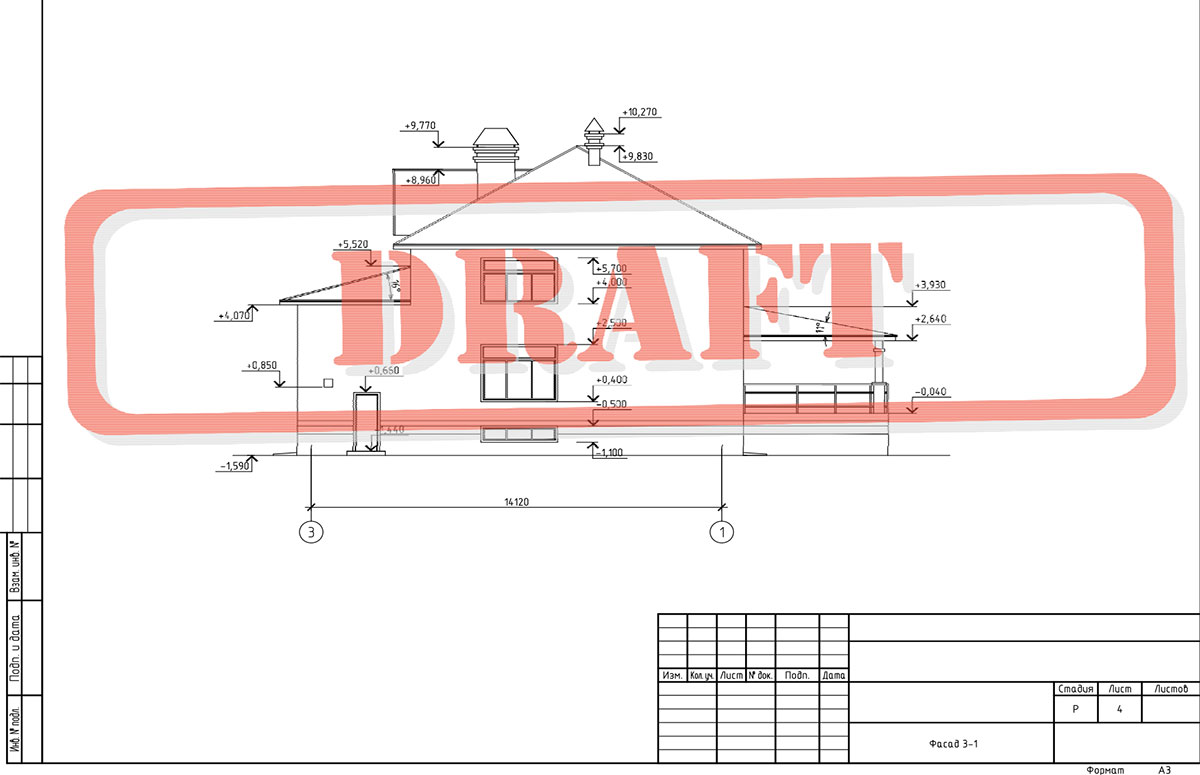 +10,270
+9,770
+9,830
+8,960
DRAFT
+5,520
+5,700
+4,000
+3,930
+4,070
+2,500
+2,640
11°
+0,850
+0,660
+0,400
-0,040
-0,500
-1,590
-1,100
14120
3
1
Взам. инв. №
Подп. и дата
Инв. № подл.
Изм. Кол.уч. Лист № док. Подп. Дата
Стадия Лист Листов
Р 4
Фасад 3-1
Формат А3